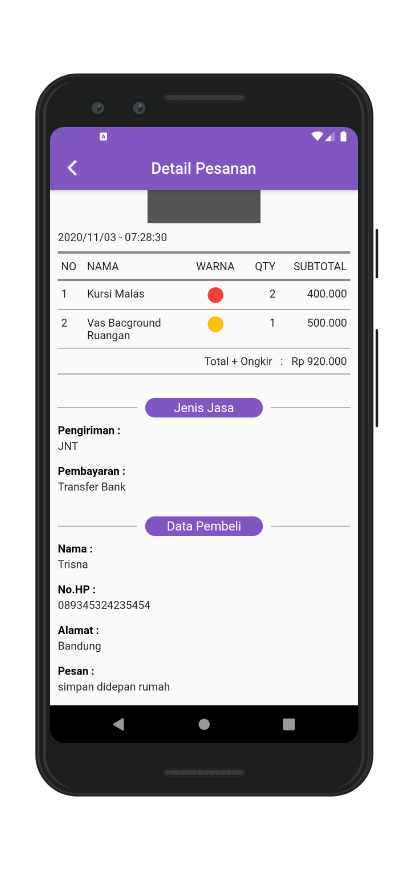 Detail Pesanan
2020/11/03 - 07:28:30
NO NAMA WARNA QTY SUBTOTAL
1 Kursi Malas 2 400.000
2 Vas Bacground 1 500.000
Ruangan
Total + Ongkir : Rp 920.000
Jenis Jasa
Pengiriman :
JNT
Pembayaran :
Transfer Bank
Data Pembeli
Nama :
Trisna
No.HP :
089345324235454
Alamat :
Bandung
Pesan :
simpan didepan rumah